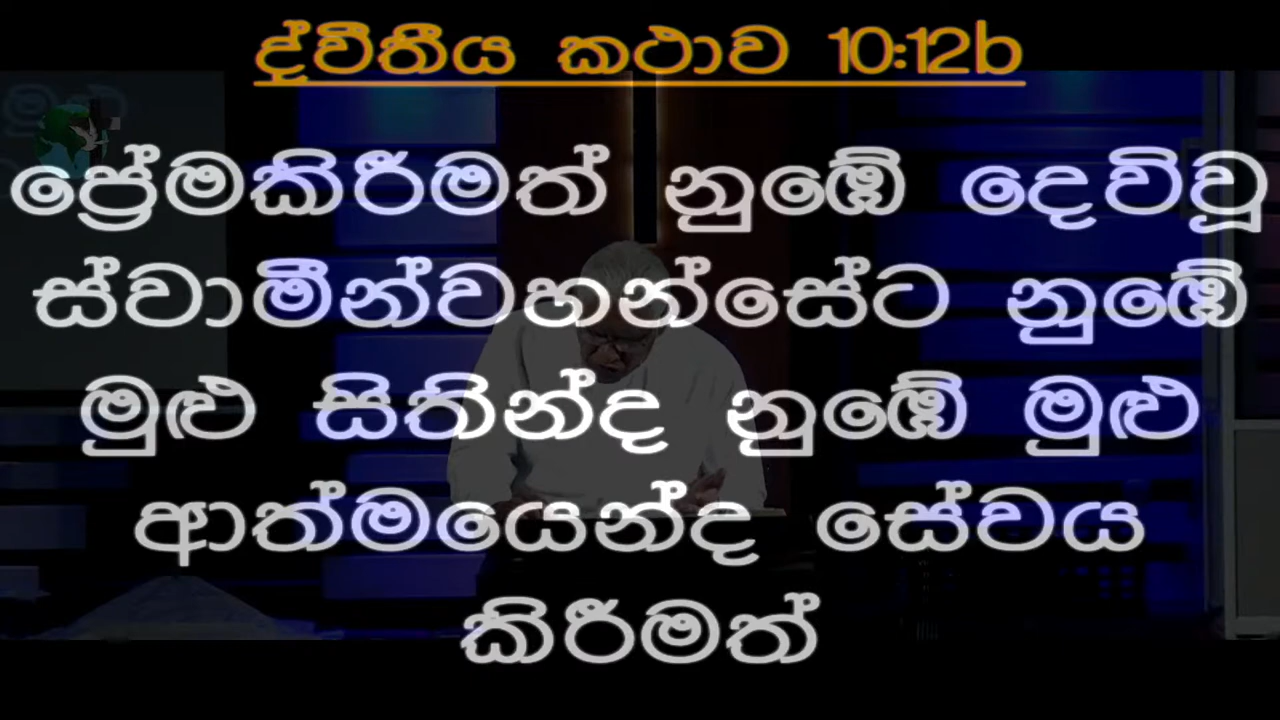 ද්විතීය කථාව 10:12b
ප්‍රේමකිරීමත් නුඹේ දෙවිවූ
ස්වාමීන්වහන්සේට නුඹේ
මුළු සිතින්ද නුඹේ මුළු
ආත්මයෙන්ද සේවය
කිරීමත්